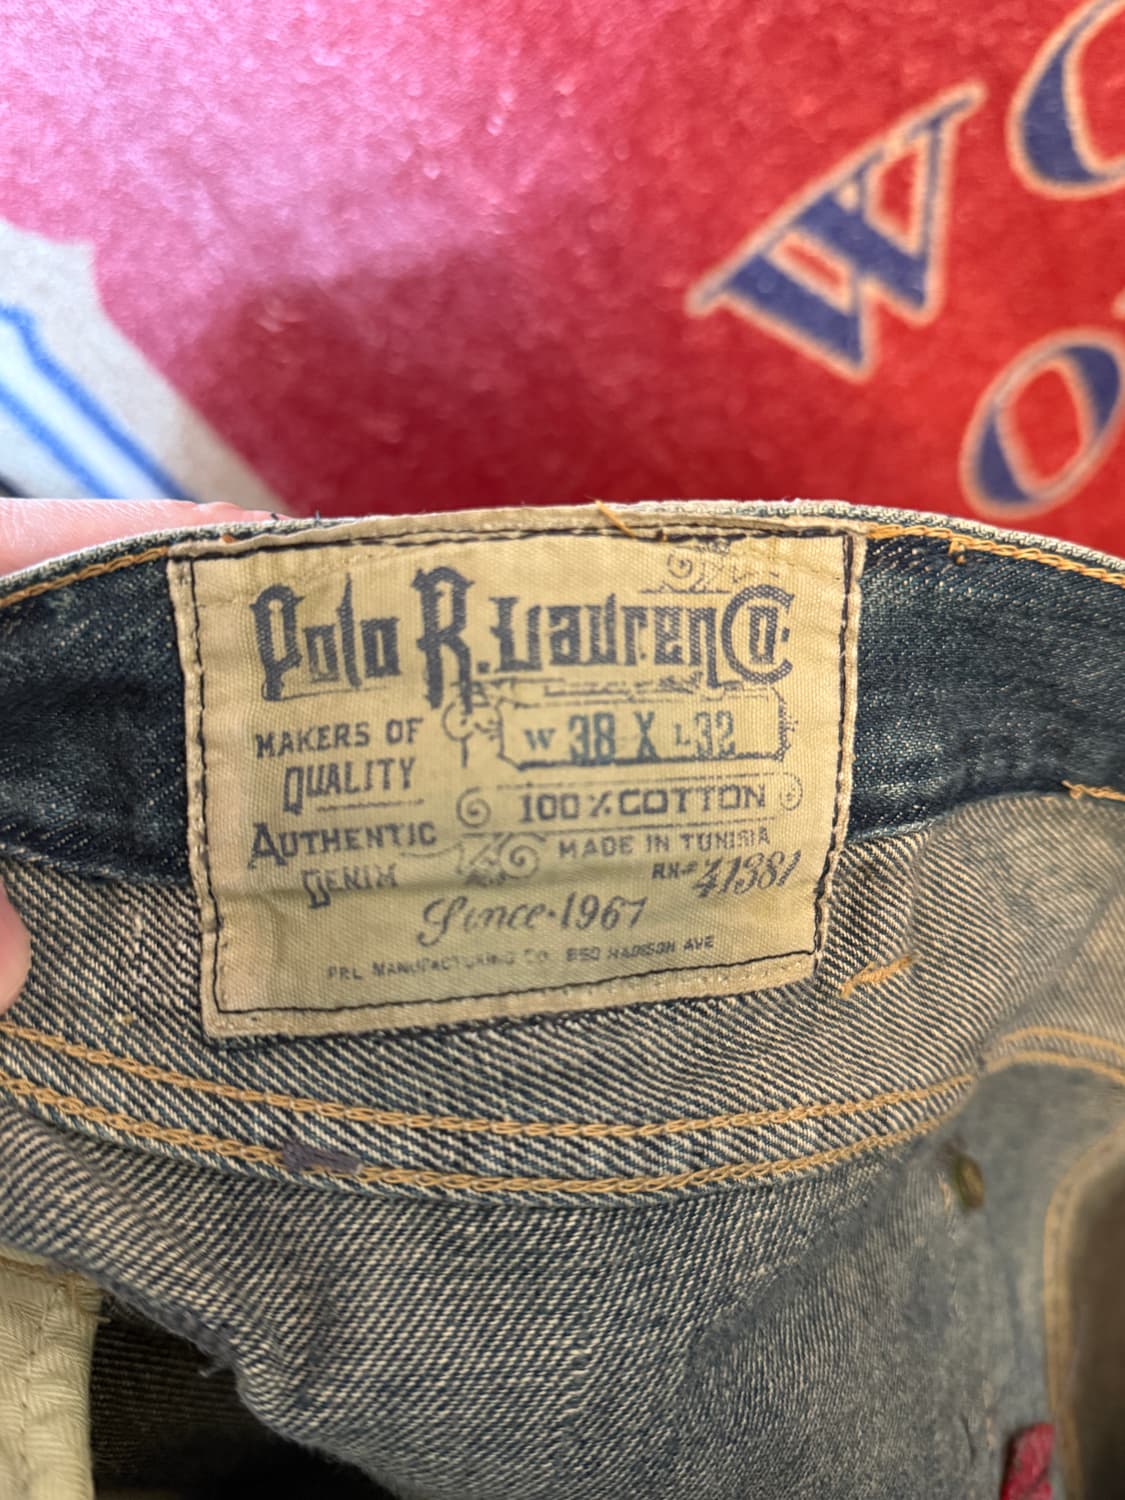 WO
O
Polo R. Lauren Co.
MAKERS OF
QUALITY
AUTHENTIC
DENIM
W 38 X L 32
100% COTTON
MADE IN TUNISIA
RN# 41381
Since 1967
PRL MANUFACTURING CO. 650 MADISON AVE